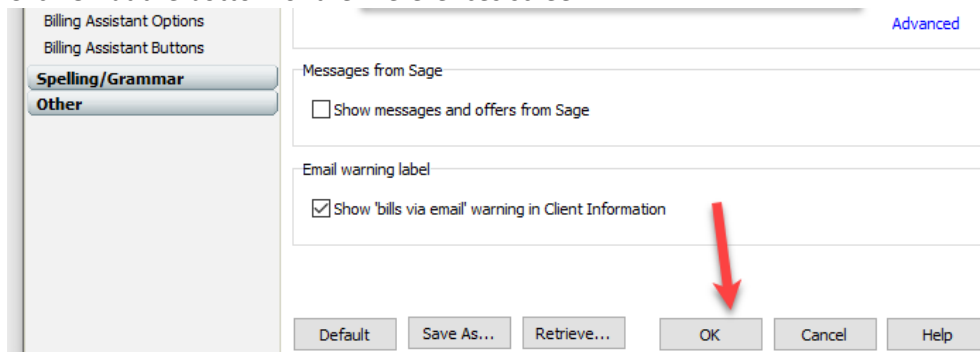 Billing Assistant Options
Advanced
Billing Assistant Buttons
Spelling/Grammar
Other
Messages from Sage
Show messages and offers from Sage
Email warning label
Show 'bills via email' warning in Client Information
Default Save As... Retrieve... OK Cancel Help